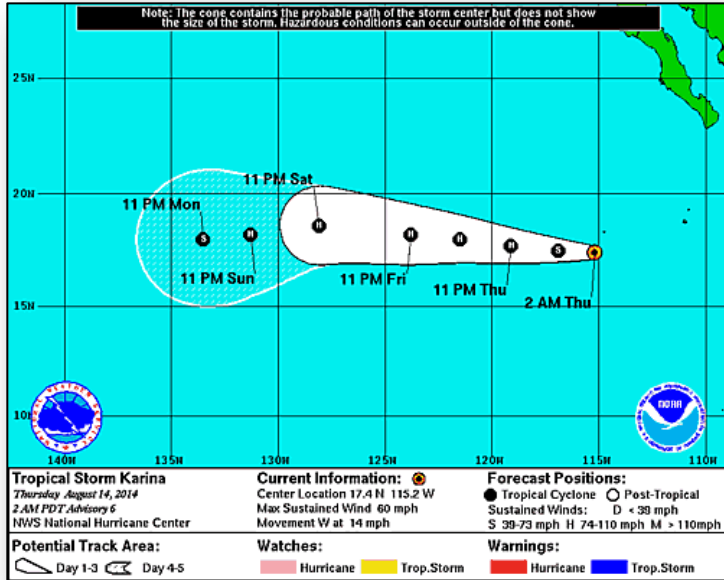 Note: The cone contains the probable path of the storm center but does not show
the size of the storm. Hazardous conditions can occur outside of the cone.
25N
20N
15N
10N
11 PM Sat
11 PM Mon
S
H
H
H
H
H
S
11 PM Sun
11 PM Fri
11 PM Thu
2 AM Thu
NOAA
140W 135W 130W 125W 120W 115W 110W
Tropical Storm Karina
Thursday August 14, 2014
2 AM PDT Advisory 6
NWS National Hurricane Center
Current Information:
Center Location 17.4 N 115.2 W
Max Sustained Wind 60 mph
Movement W at 14 mph
Forecast Positions:
Tropical Cyclone Post-Tropical
Sustained Winds: D < 39 mph
S 39-73 mph H 74-110 mph M > 110mph
Potential Track Area:
Day 1-3 Day 4-5
Watches:
Hurricane Trop.Storm
Warnings:
Hurricane Trop.Storm